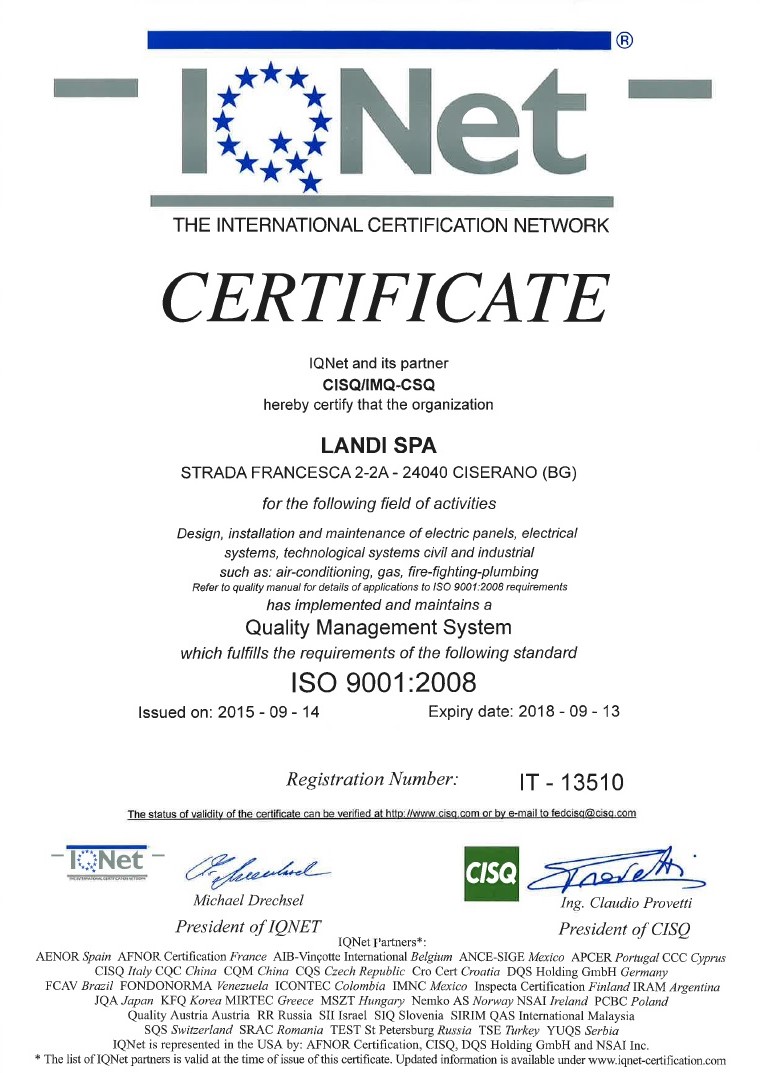 ®
IQNet
THE INTERNATIONAL CERTIFICATION NETWORK
CERTIFICATE
IQNet and its partner
CISQ/IMQ-CSQ
hereby certify that the organization
LANDI SPA
STRADA FRANCESCA 2-2A - 24040 CISERANO (BG)
for the following field of activities
Design, installation and maintenance of electric panels, electrical
systems, technological systems civil and industrial
such as: air-conditioning, gas, fire-fighting-plumbing
Refer to quality manual for details of applications to ISO 9001:2008 requirements
has implemented and maintains a
Quality Management System
which fulfills the requirements of the following standard
ISO 9001:2008
Issued on: 2015 - 09 - 14 Expiry date: 2018 - 09 - 13
Registration Number: IT - 13510
The status of validity of the certificate can be verified at http://www.cisq.com or by e-mail to fedcisq@cisq.com
IQNet
THE INTERNATIONAL CERTIFICATION NETWORK
CISQ
Michael Drechsel Ing. Claudio Provetti
President of IQNET President of CISQ
IQNet Partners*:
AENOR Spain AFNOR Certification France AIB-Vinçotte International Belgium ANCE-SIGE Mexico APCER Portugal CCC Cyprus
CISQ Italy CQC China CQM China CQS Czech Republic Cro Cert Croatia DQS Holding GmbH Germany
FCAV Brazil FONDONORMA Venezuela ICONTEC Colombia IMNC Mexico Inspecta Certification Finland IRAM Argentina
JQA Japan KFQ Korea MIRTEC Greece MSZT Hungary Nemko AS Norway NSAI Ireland PCBC Poland
Quality Austria Austria RR Russia SII Israel SIQ Slovenia SIRIM QAS International Malaysia
SQS Switzerland SRAC Romania TEST St Petersburg Russia TSE Turkey YUQS Serbia
IQNet is represented in the USA by: AFNOR Certification, CISQ, DQS Holding GmbH and NSAI Inc.
* The list of IQNet partners is valid at the time of issue of this certificate. Updated information is available under www.iqnet-certification.com